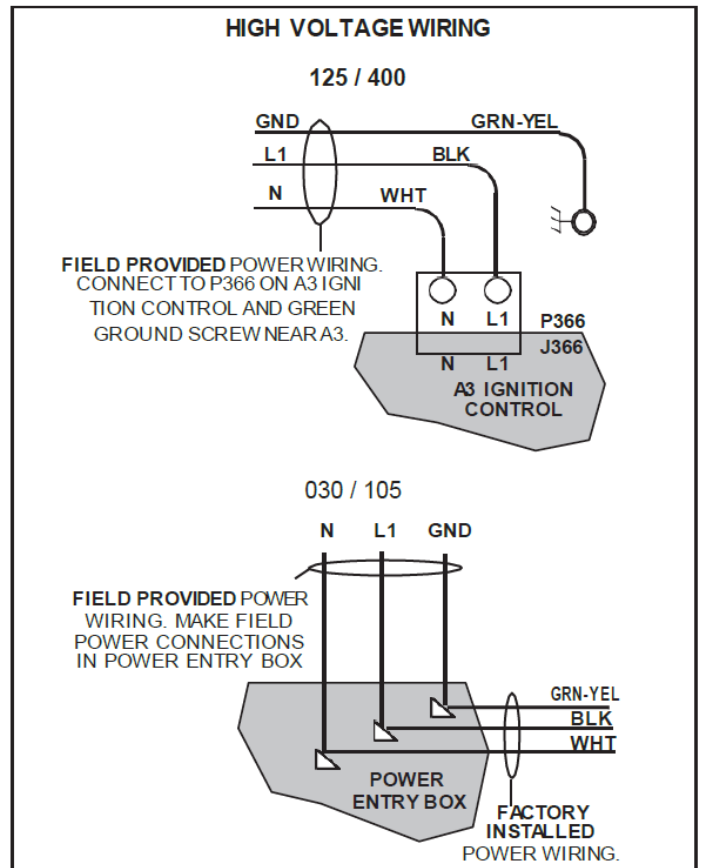 HIGH VOLTAGE WIRING
125 / 400
GND GRN-YEL
L1 BLK
N WHT
FIELD PROVIDED POWER WIRING.
CONNECT TO P366 ON A3 IGNI
TION CONTROL AND GREEN
GROUND SCREW NEAR A3.
N L1 P366
J366
N L1
A3 IGNITION
CONTROL
030 / 105
N L1 GND
FIELD PROVIDED POWER
WIRING. MAKE FIELD
POWER CONNECTIONS
IN POWER ENTRY BOX
GRN-YEL
BLK
WHT
POWER
ENTRY BOX
FACTORY
INSTALLED
POWER WIRING.